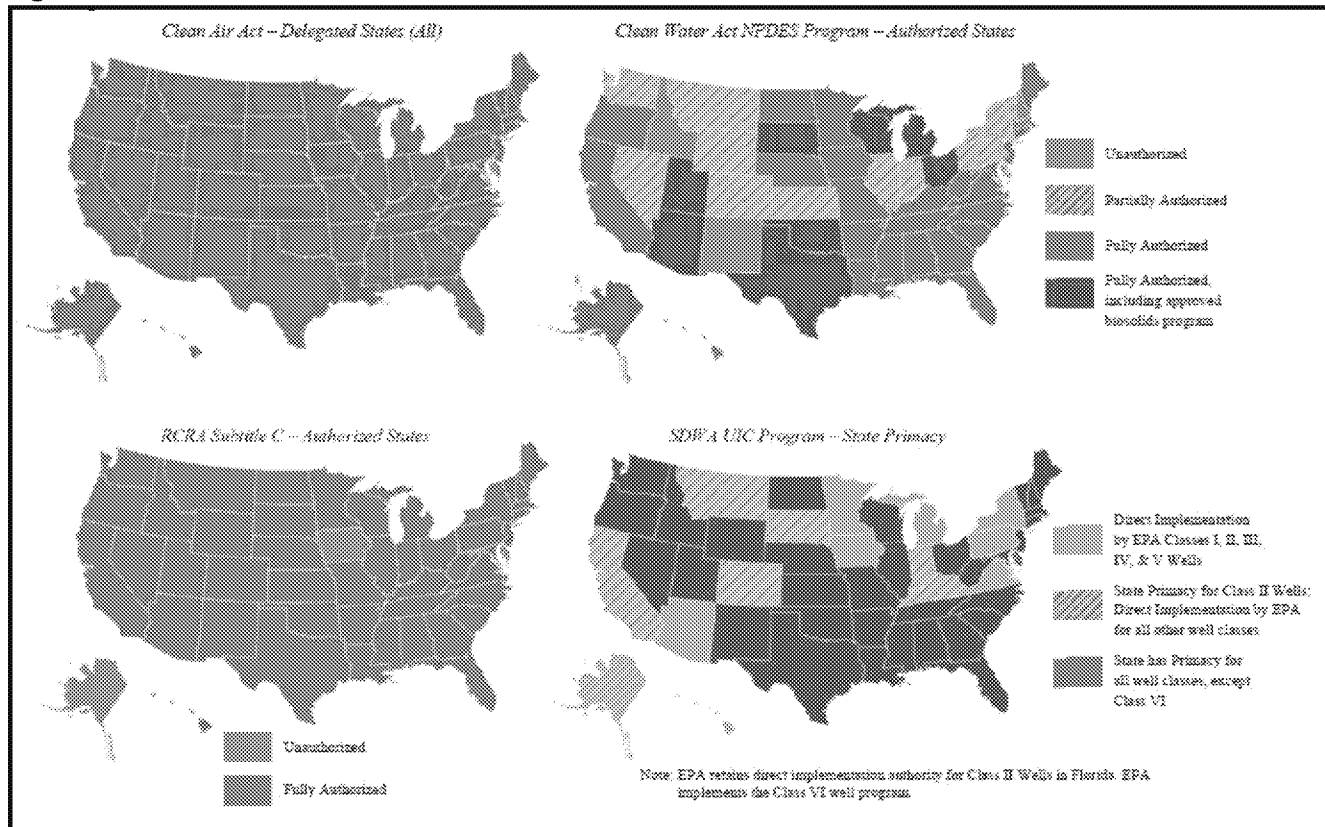 Clean Air Act – Delegated States (All)
Clean Water Act NPDES Program – Authorized States
Unauthorized
Partially Authorized
Fully Authorized
Fully Authorized,
including approved
biosolids program
RCRA Subtitle C – Authorized States
Unauthorized
Fully Authorized
SDWA UIC Program – State Primacy
Direct Implementation
by EPA Classes I, II, III,
IV, & V Wells
State Primacy for Class II Wells;
Direct Implementation by EPA
for all other well classes
State has Primacy for
all well classes, except
Class VI
Note: EPA retains direct implementation authority for Class II Wells in Florida. EPA
implements the Class VI well program.